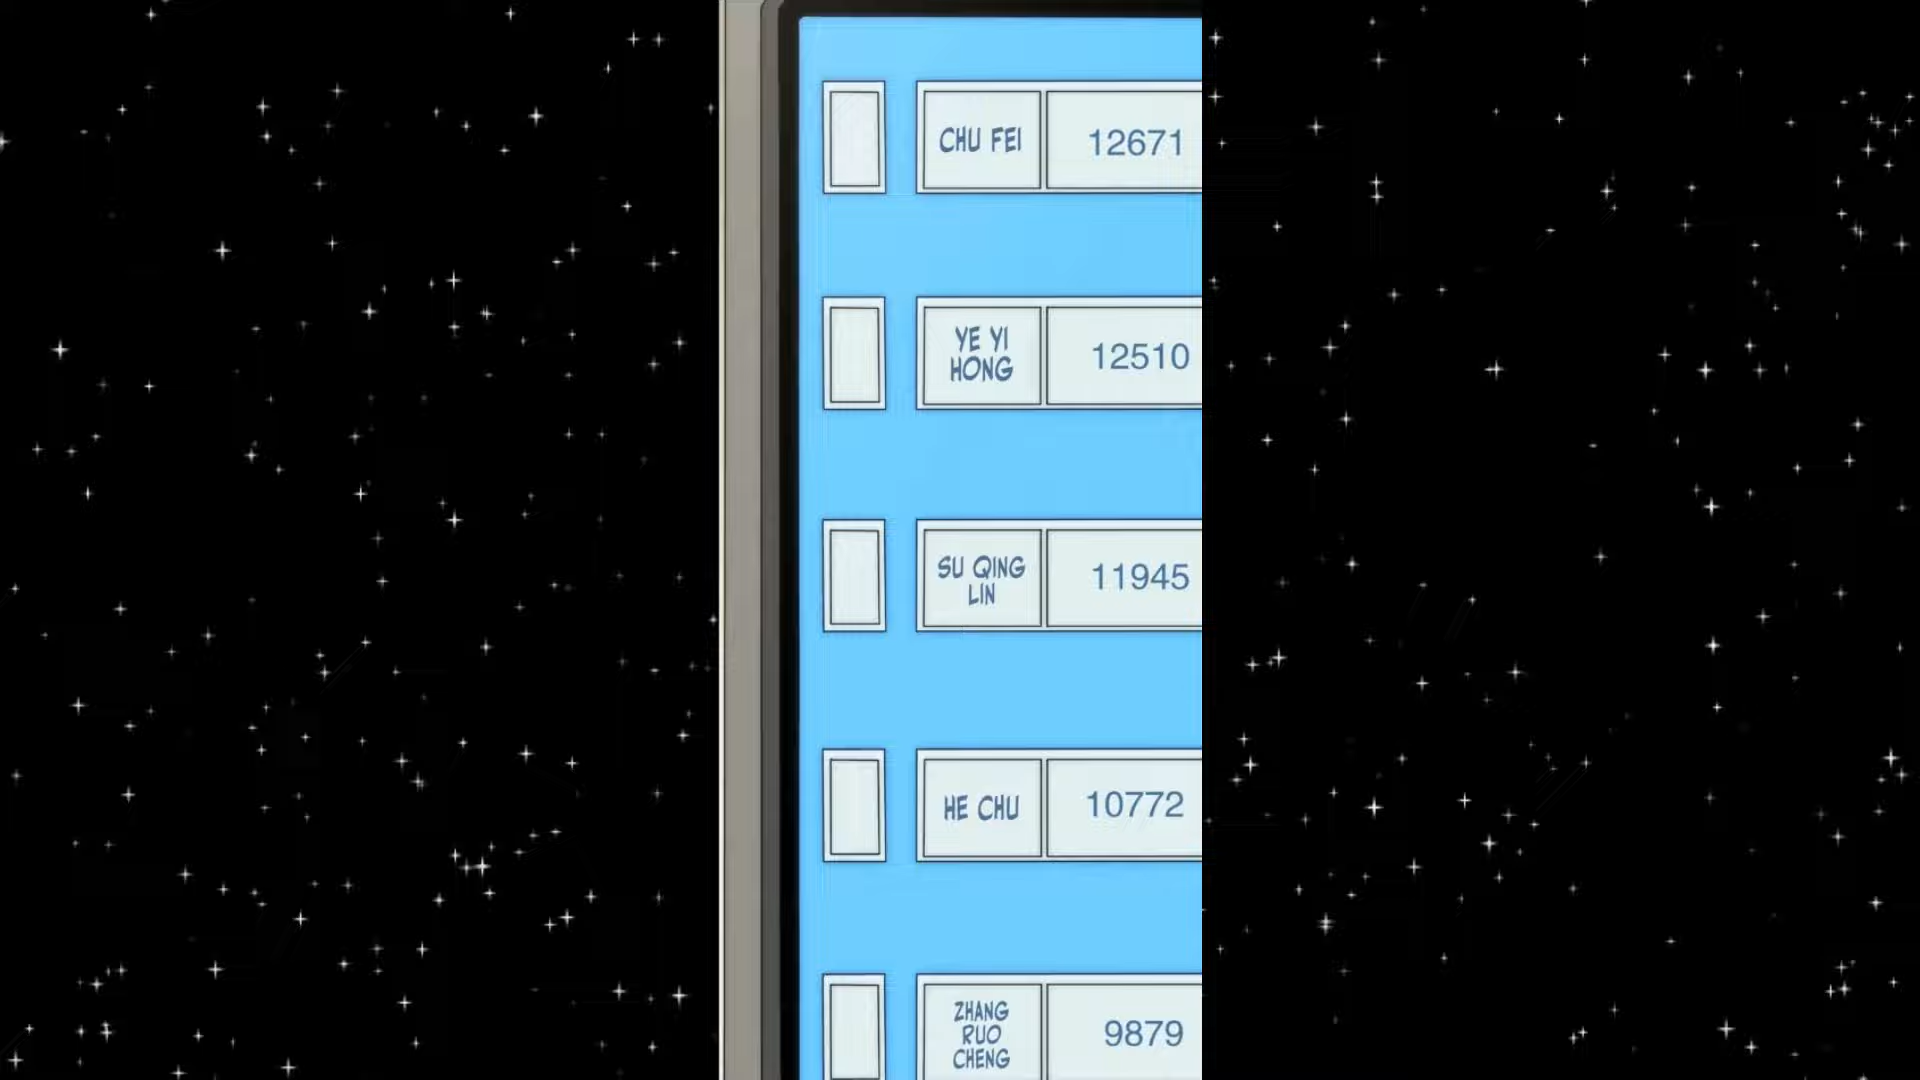 CHU FEI 12671
YE YI
HONG
12510
SU QING
LIN
11945
HE CHU 10772
ZHANG
RUO
CHENG
9879